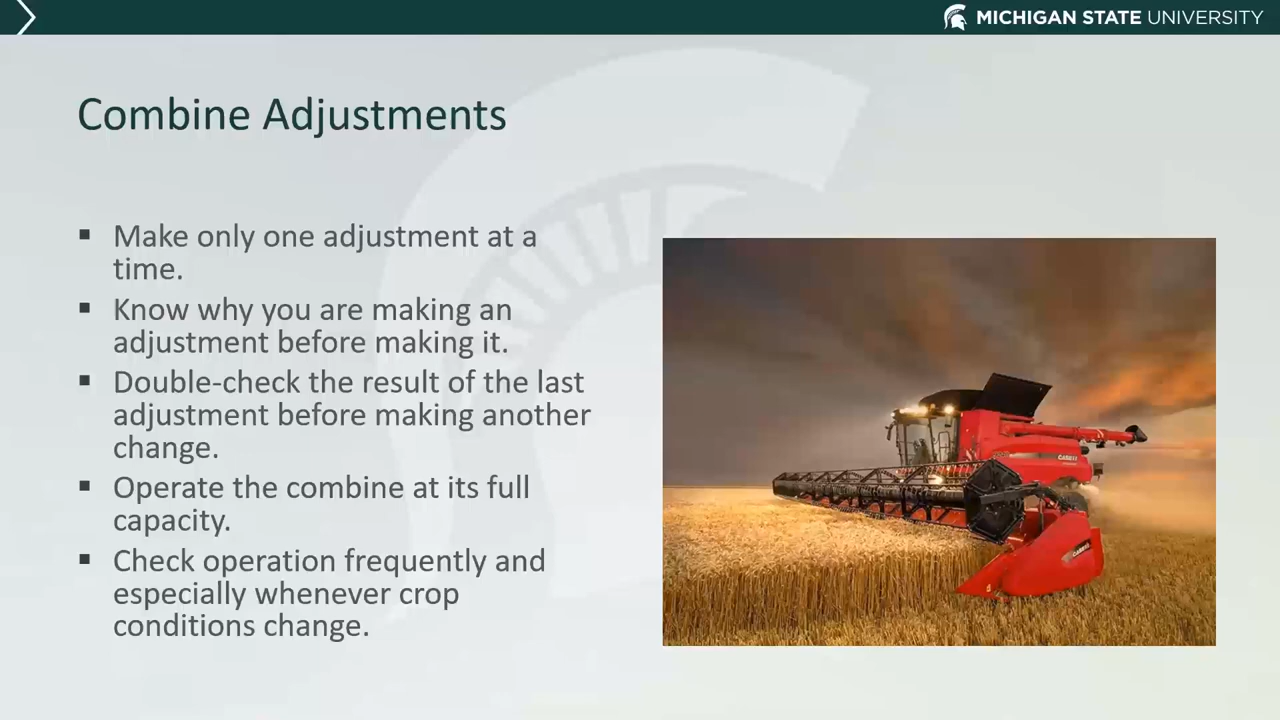 MICHIGAN STATE UNIVERSITY
Combine Adjustments
▪ Make only one adjustment at a
time.
▪ Know why you are making an
adjustment before making it.
▪ Double-check the result of the last
adjustment before making another
change.
▪ Operate the combine at its full
capacity.
▪ Check operation frequently and
especially whenever crop
conditions change.
CASE IH